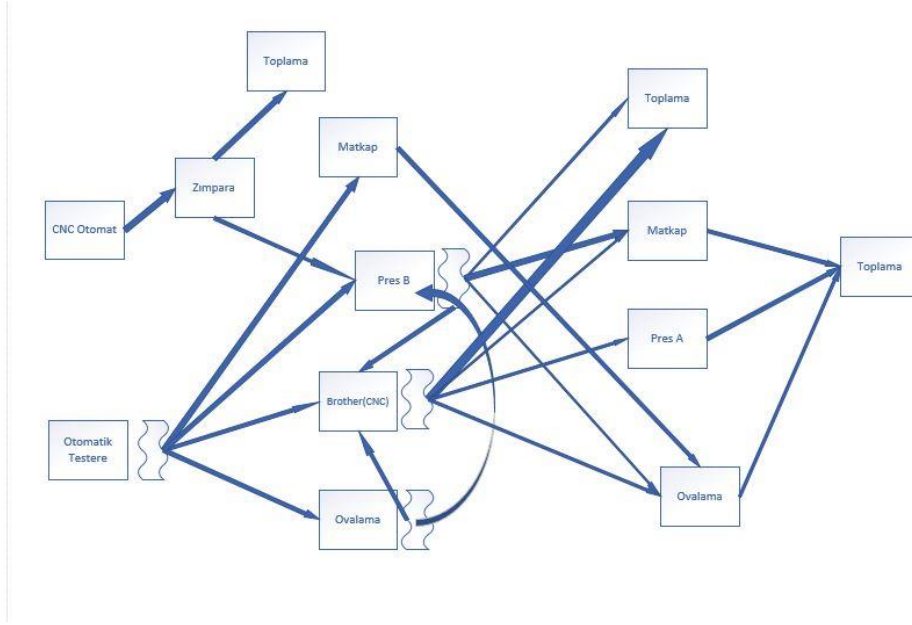 Toplama
Toplama
Matkap
Zımpara
CNC Otomat
Matkap
Toplama
Pres B
Pres A
Brother(CNC)
Otomatik
Testere
Ovalama
Ovalama